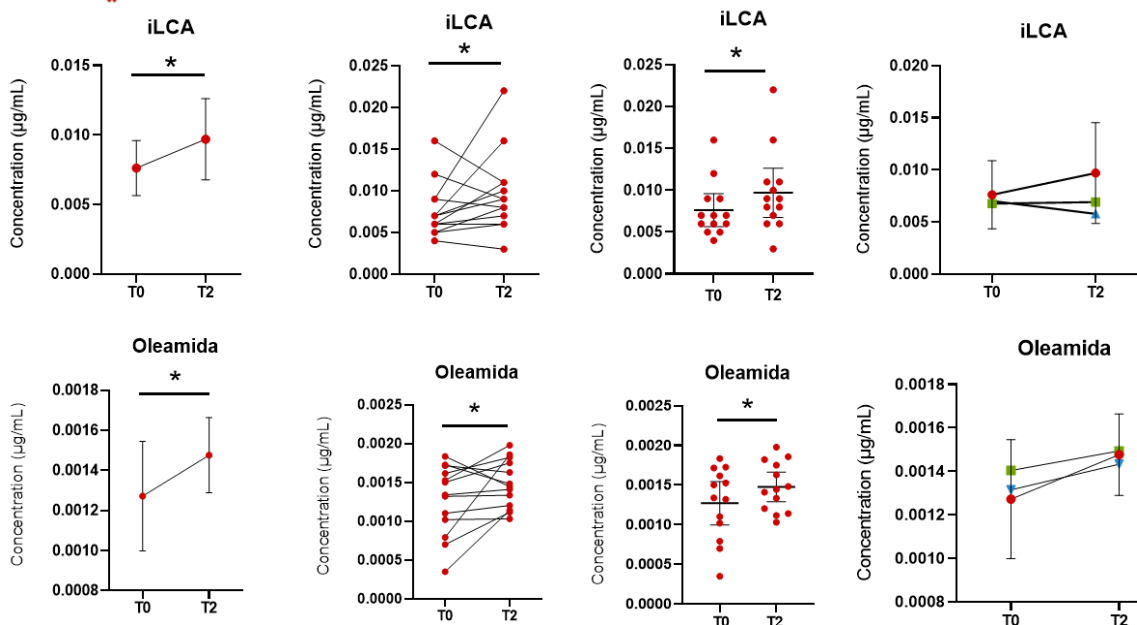 *
iLCA
*
Concentration (µg/mL)
0.015
0.010
0.005
0.000
T0 T2
iLCA
*
Concentration (µg/mL)
0.025
0.020
0.015
0.010
0.005
0.000
T0 T2
iLCA
*
Concentration (µg/mL)
0.025
0.020
0.015
0.010
0.005
0.000
T0 T2
iLCA
Concentration (µg/mL)
0.020
0.015
0.010
0.005
0.000
T0 T2
Oleamida
*
Concentration (µg/mL)
0.0018
0.0016
0.0014
0.0012
0.0010
0.0008
T0 T2
Oleamida
*
Concentration (µg/mL)
0.0025
0.0020
0.0015
0.0010
0.0005
0.0000
T0 T2
Oleamida
*
Concentration (µg/mL)
0.0025
0.0020
0.0015
0.0010
0.0005
0.0000
T0 T2
Oleamida
Concentration (µg/mL)
0.0018
0.0016
0.0014
0.0012
0.0010
0.0008
T0 T2